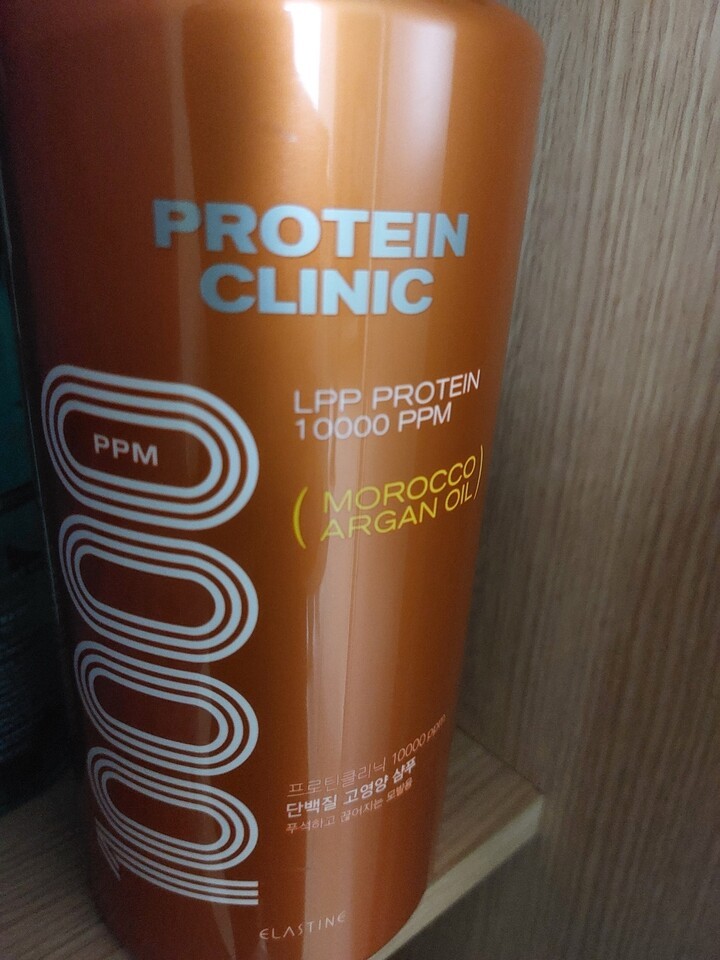 PROTEIN
CLINIC
10000
PPM
LPP PROTEIN
10000 PPM
( MOROCCO
ARGAN OIL )
프로틴클리닉 10000 ppm
단백질 고영양 샴푸
푸석하고 끊어지는 모발용
ELASTINE